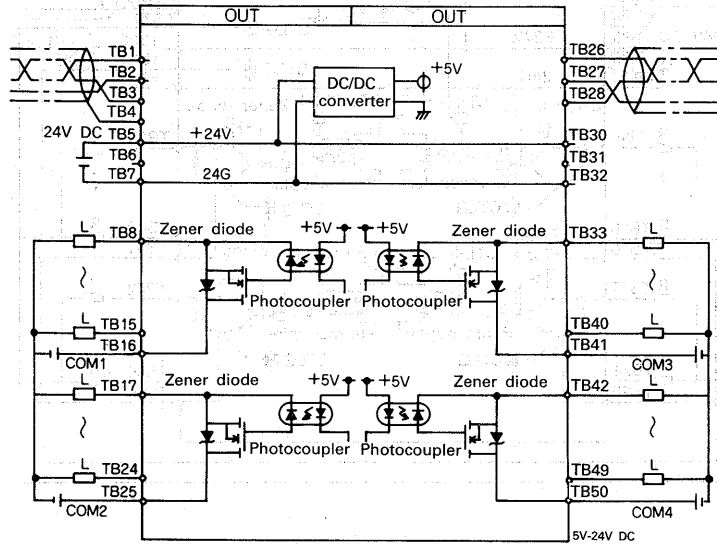 OUT OUT
TB1 TB26
TB2 +5V TB27
DC/DC
TB3 converter TB28
TB4
24V DC TB5 +24V TB30
TB6 TB31
TB7 24G TB32
L TB8 Zener diode +5V +5V Zener diode TB33 L
Photocoupler Photocoupler
L TB15 TB40 L
TB16 TB41
COM1 COM3
L TB17 Zener diode +5V +5V Zener diode TB42 L
Photocoupler Photocoupler
L TB24 TB49 L
TB25 TB50
COM2 COM4
5V-24V DC